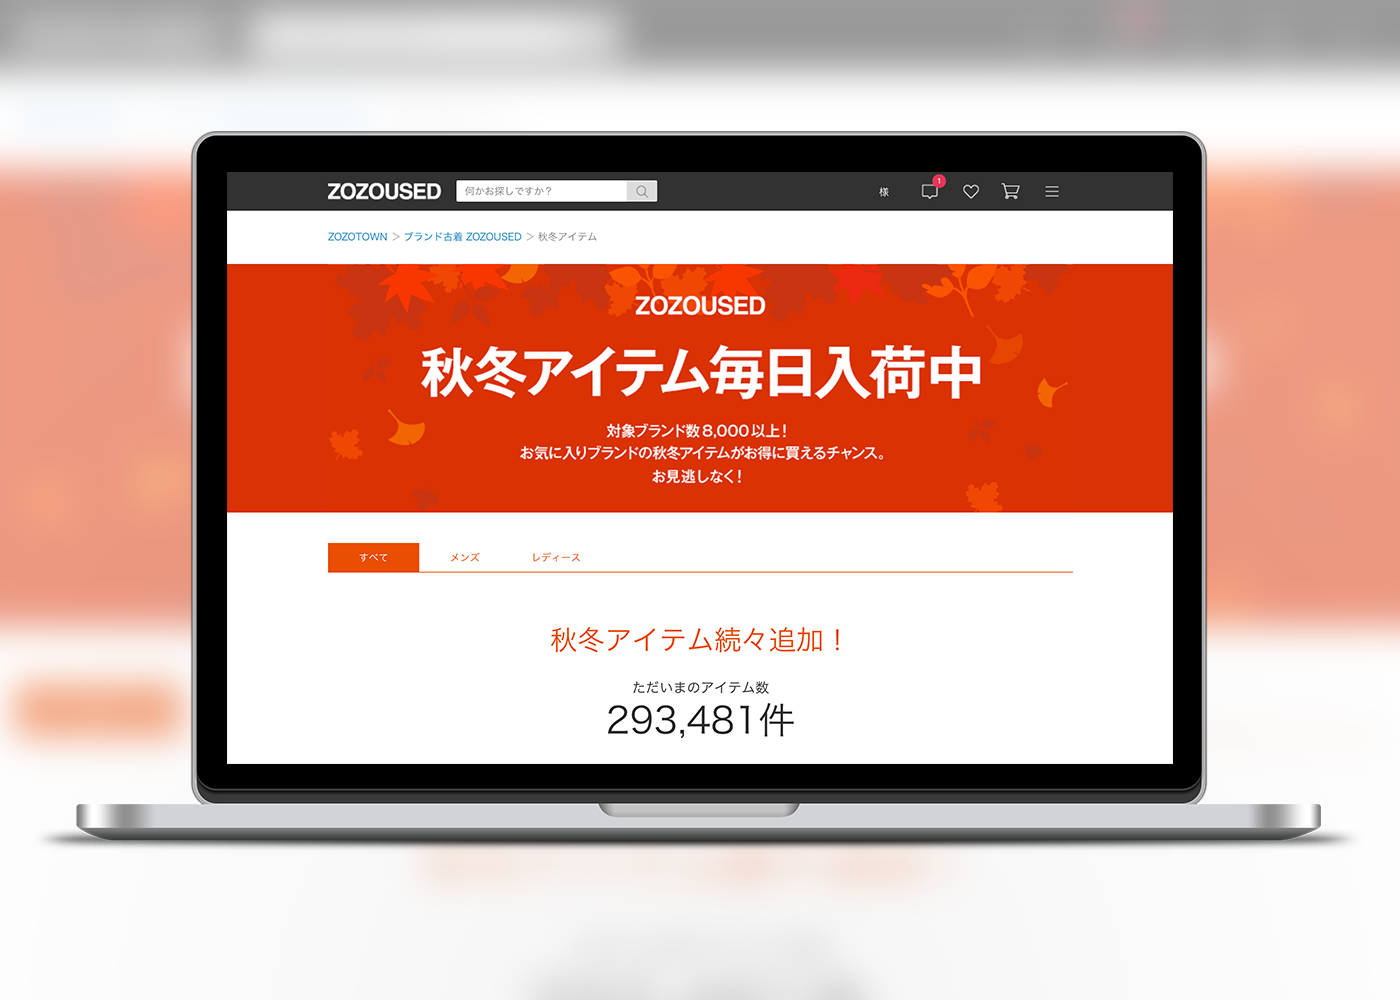 ZOZOUSED
何かお探しですか？
様
1
ZOZOTOWN ＞ ブランド古着 ZOZOUSED ＞ 秋冬アイテム
ZOZOUSED
秋冬アイテム毎日入荷中
対象ブランド数8,000以上！
お気に入りブランドの秋冬アイテムがお得に買えるチャンス。
お見逃しなく！
すべて メンズ レディース
秋冬アイテム続々追加！
ただいまのアイテム数
293,481件